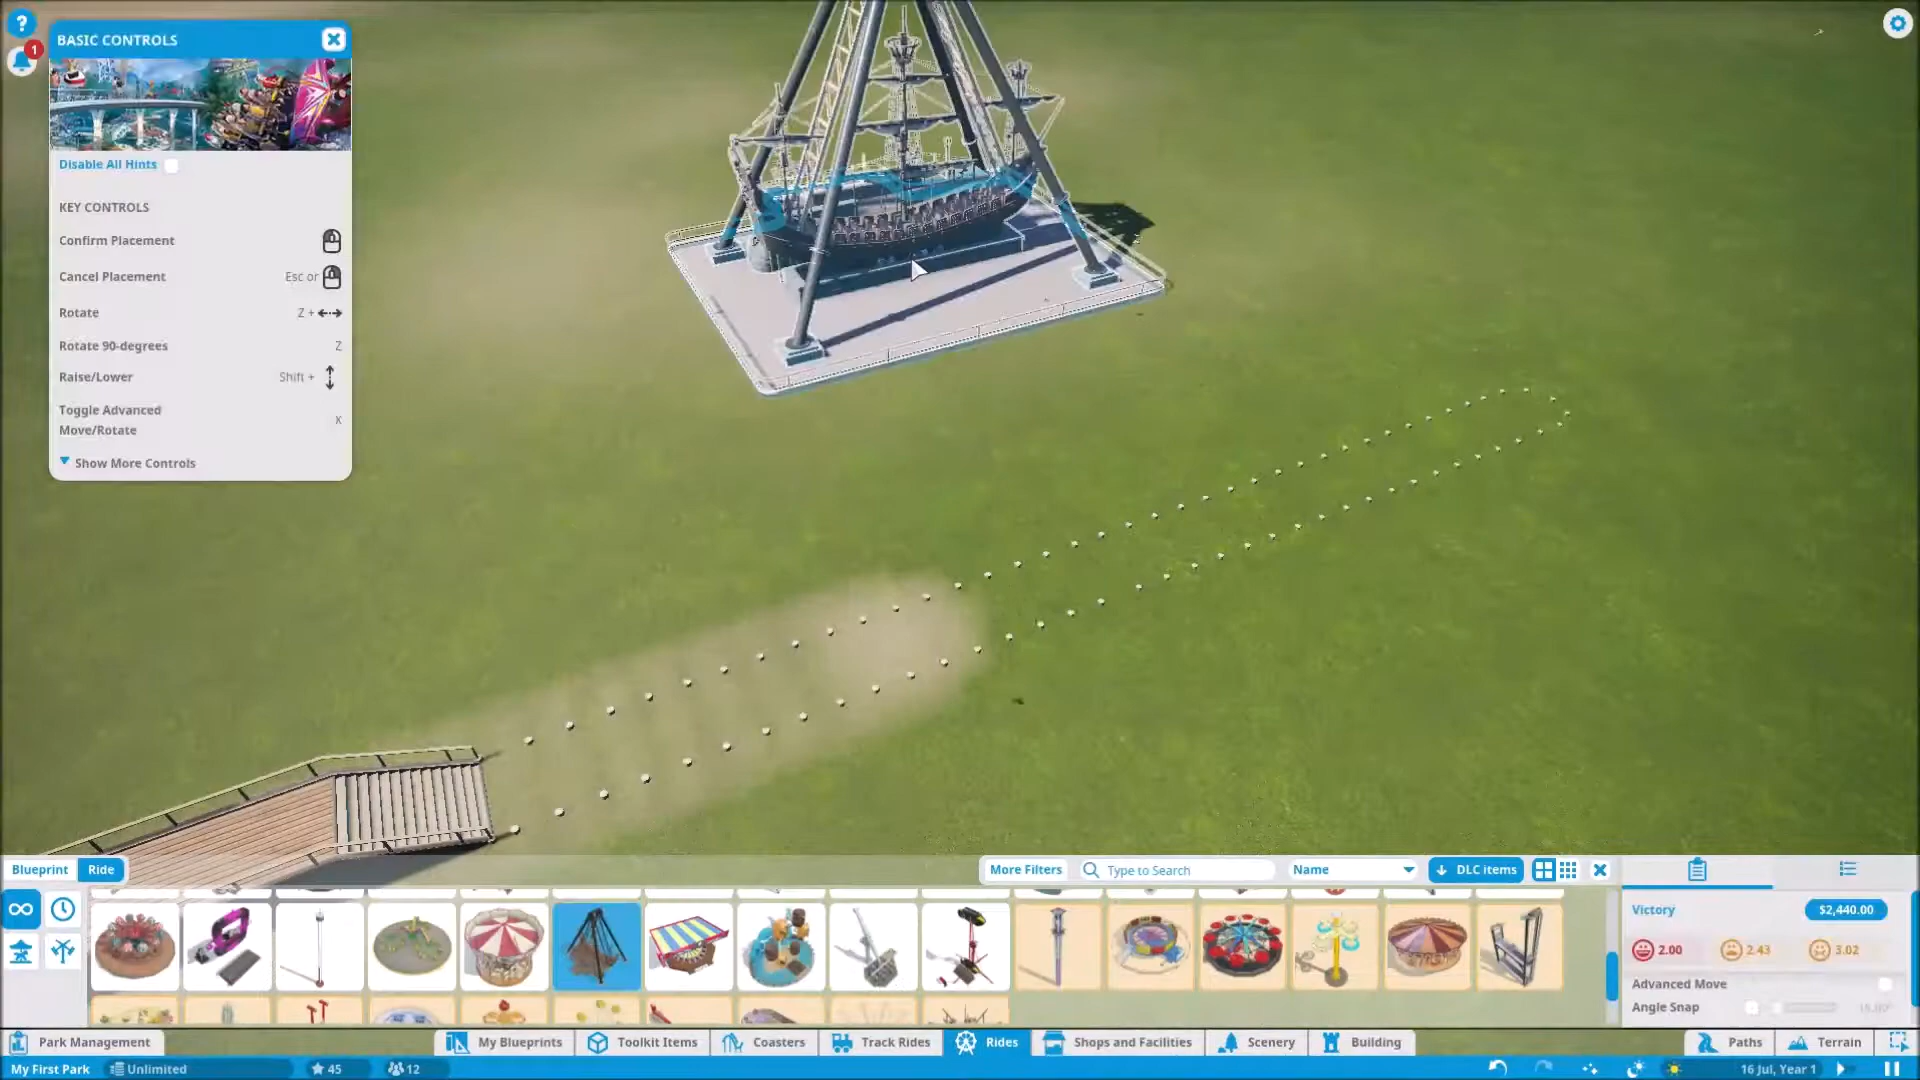 ?
1
BASIC CONTROLS
Disable All Hints
KEY CONTROLS
Confirm Placement
Cancel Placement Esc or
Rotate Z +
Rotate 90-degrees Z
Raise/Lower Shift +
Toggle Advanced
Move/Rotate X
Show More Controls
Blueprint Ride
More Filters Type to Search Name DLC items
Victory $2,440.00
2.00 2.43 3.02
Advanced Move
Angle Snap
Park Management My Blueprints Toolkit Items Coasters Track Rides Rides Shops and Facilities Scenery Building Paths Terrain
My First Park Unlimited 45 12 16 Jul, Year 1